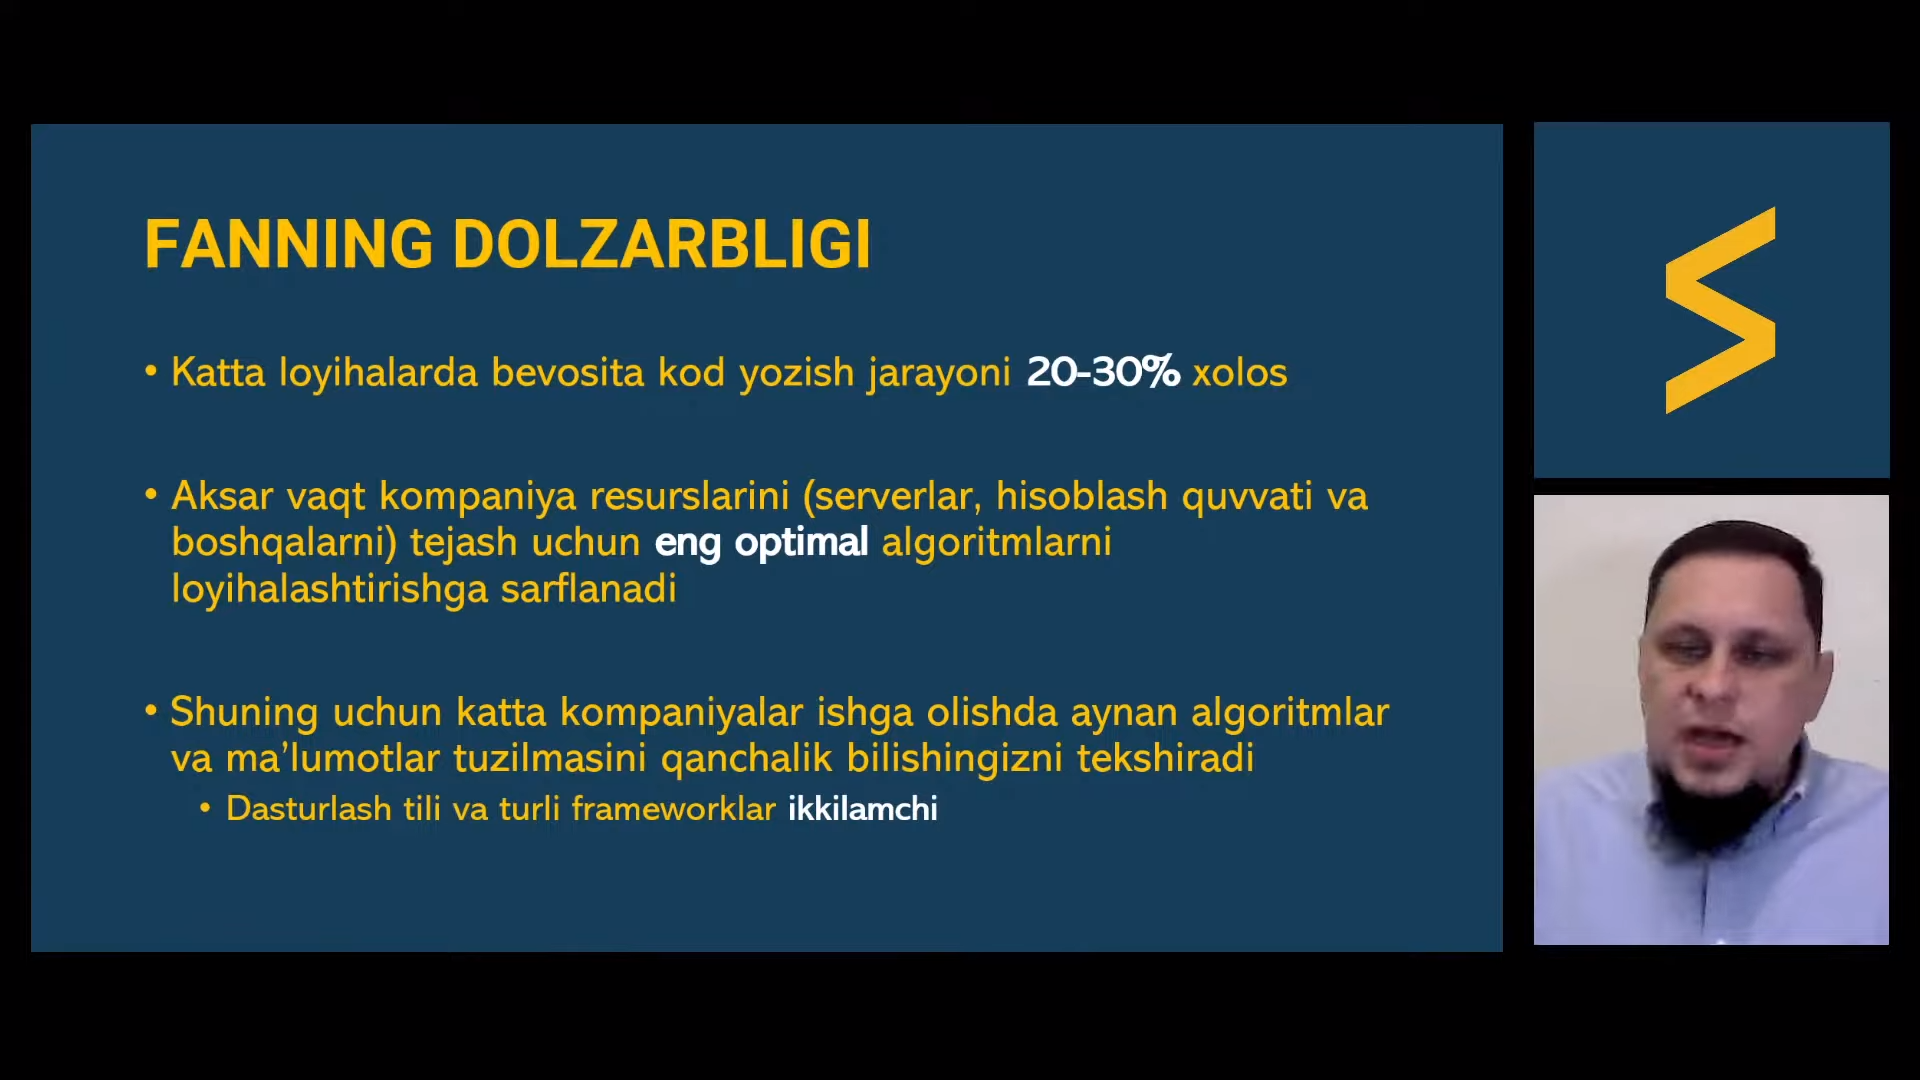 FANNING DOLZARBLIGI
• Katta loyihalarda bevosita kod yozish jarayoni 20-30% xolos
• Aksar vaqt kompaniya resurslarini (serverlar, hisoblash quvvati va
boshqalarni) tejash uchun eng optimal algoritmlarni
loyihalashtirishga sarflanadi
• Shuning uchun katta kompaniyalar ishga olishda aynan algoritmlar
va ma’lumotlar tuzilmasini qanchalik bilishingizni tekshiradi
• Dasturlash tili va turli frameworklar ikkilamchi